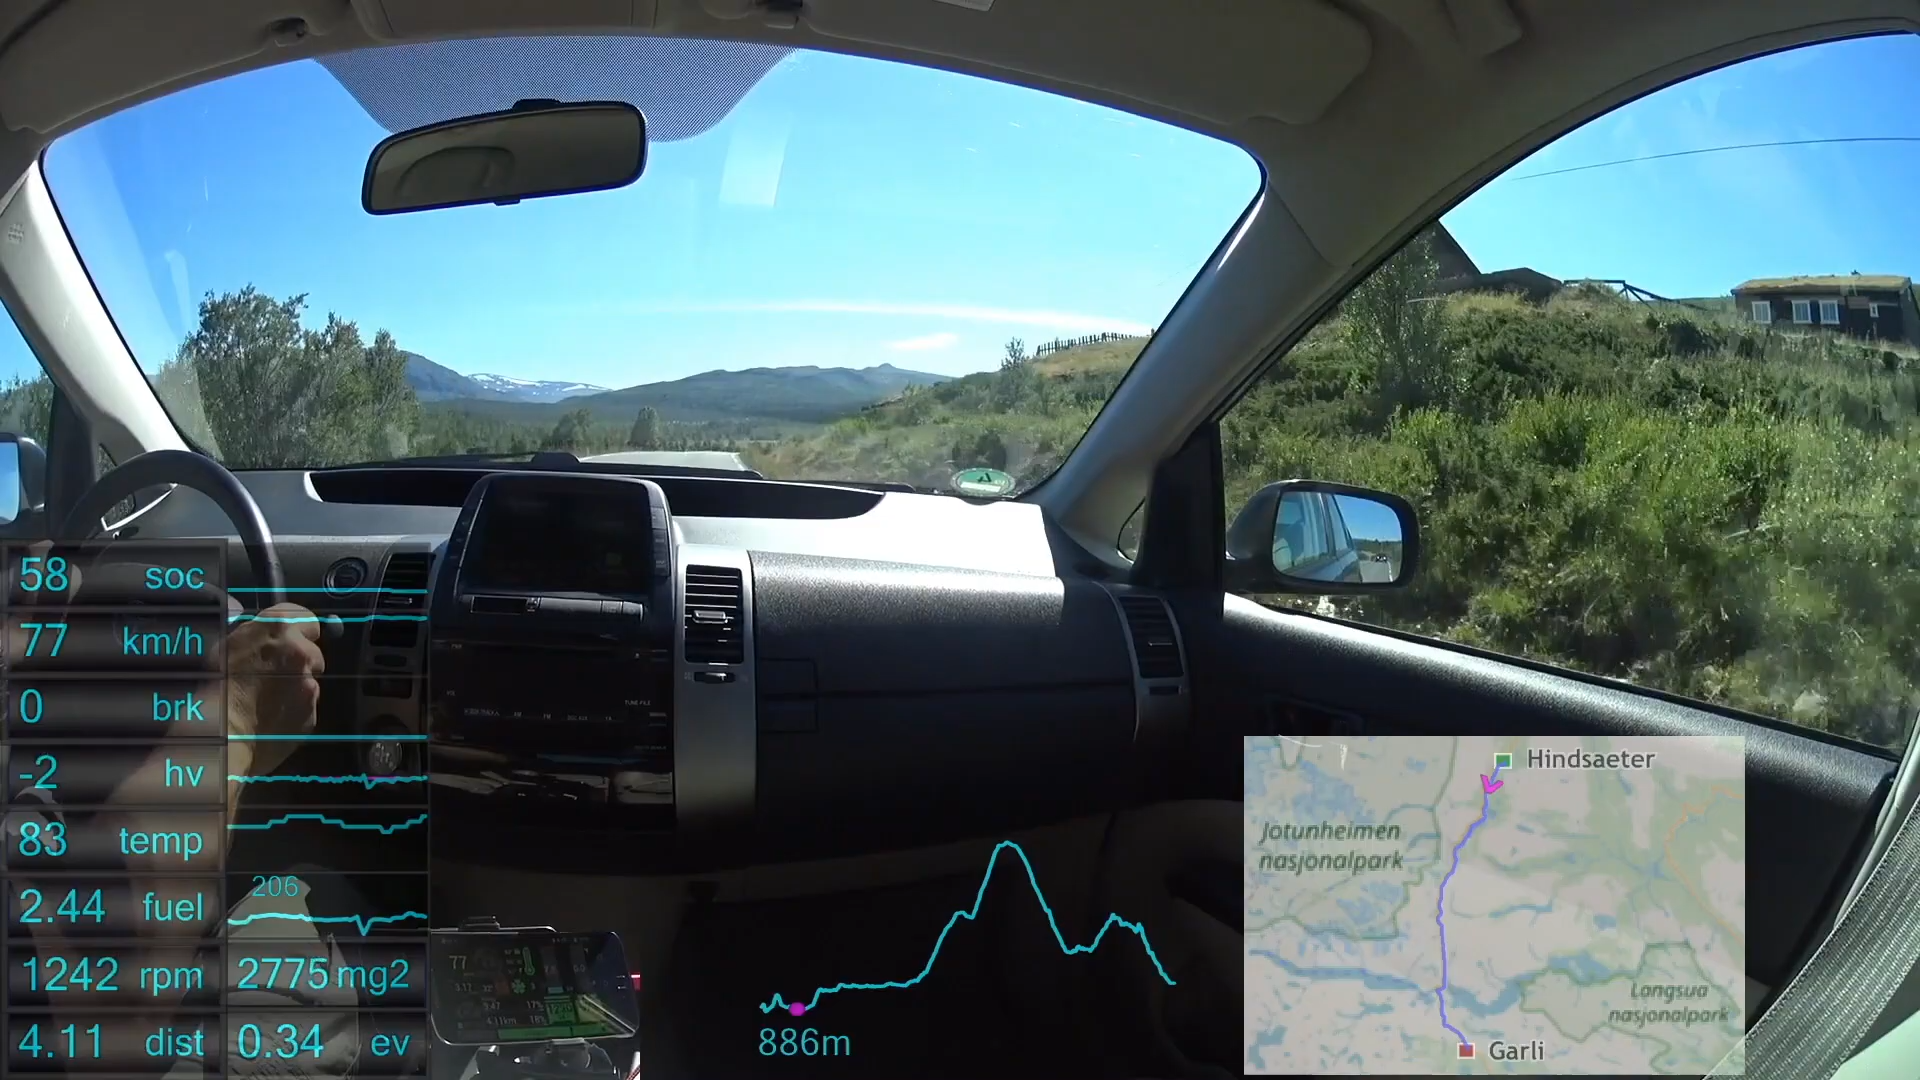 58 soc
77 km/h
0 brk
-2 hv
83 temp
206
2.44 fuel
1242 rpm 2775 mg2
4.11 dist 0.34 ev
77
886m
Hindsaeter
Jotunheimen
nasjonalpark
Langsua
nasjonalpark
Garli